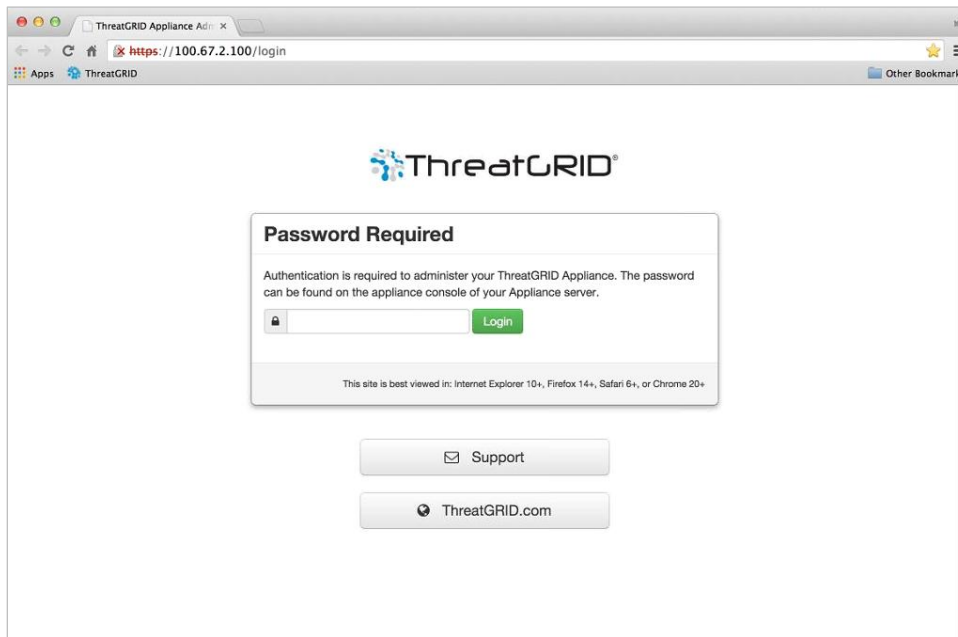 ThreatGRID Appliance Adm
https://100.67.2.100/login
Apps ThreatGRID Other Bookmark
ThreatGRID®
Password Required
Authentication is required to administer your ThreatGRID Appliance. The password
can be found on the appliance console of your Appliance server.
Login
This site is best viewed in: Internet Explorer 10+, Firefox 14+, Safari 6+, or Chrome 20+
Support
ThreatGRID.com